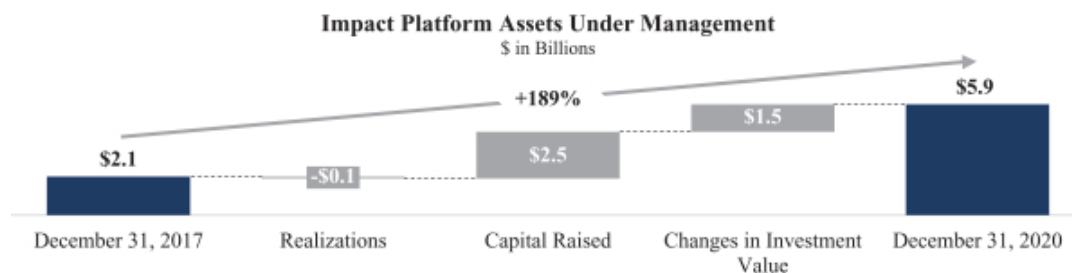 Impact Platform Assets Under Management
$ in Billions
+189%
$5.9
$2.1
-$0.1
$2.5
$1.5
December 31, 2017
Realizations
Capital Raised
Changes in Investment
Value
December 31, 2020